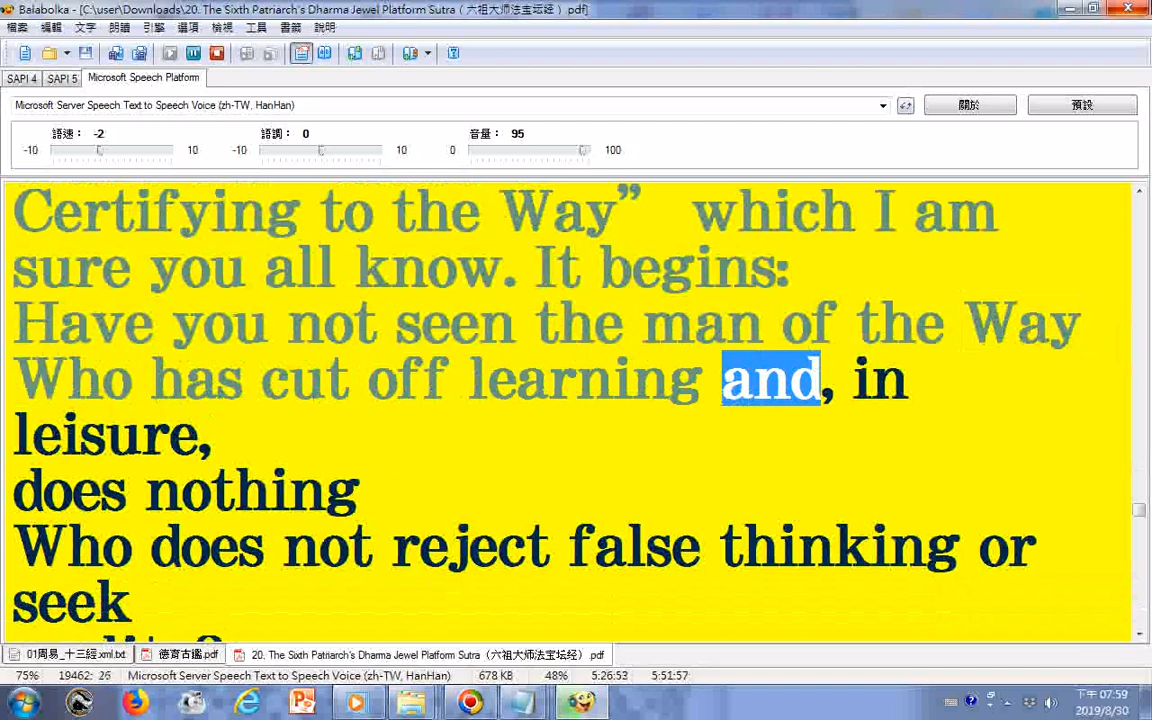 Balabolka - [C:\user\Downloads\20. The Sixth Patriarch's Dharma Jewel Platform Sutra（六祖大师法宝坛经）pdf]
檔案 編輯 文字 朗讀 引擎 選項 檢視 工具 書籤 說明
SAPI 4 SAPI 5 Microsoft Speech Platform
Microsoft Server Speech Text to Speech Voice (zh-TW, HanHan) 關於 預設
語速： -2 語調： 0 音量： 95
-10 10 -10 10 0 100
Certifying to the Way” which I am
sure you all know. It begins:
Have you not seen the man of the Way
Who has cut off learning and, in
leisure,
does nothing
Who does not reject false thinking or
seek
01周易_十三經.xml.txt 德育古鑑.pdf 20. The Sixth Patriarch's Dharma Jewel Platform Sutra（六祖大师法宝坛经）.pdf
75% 19462: 26 Microsoft Server Speech Text to Speech Voice (zh-TW, HanHan) 678 KB 48% 5:26:53 5:51:57
下午 07:59
2019/8/30